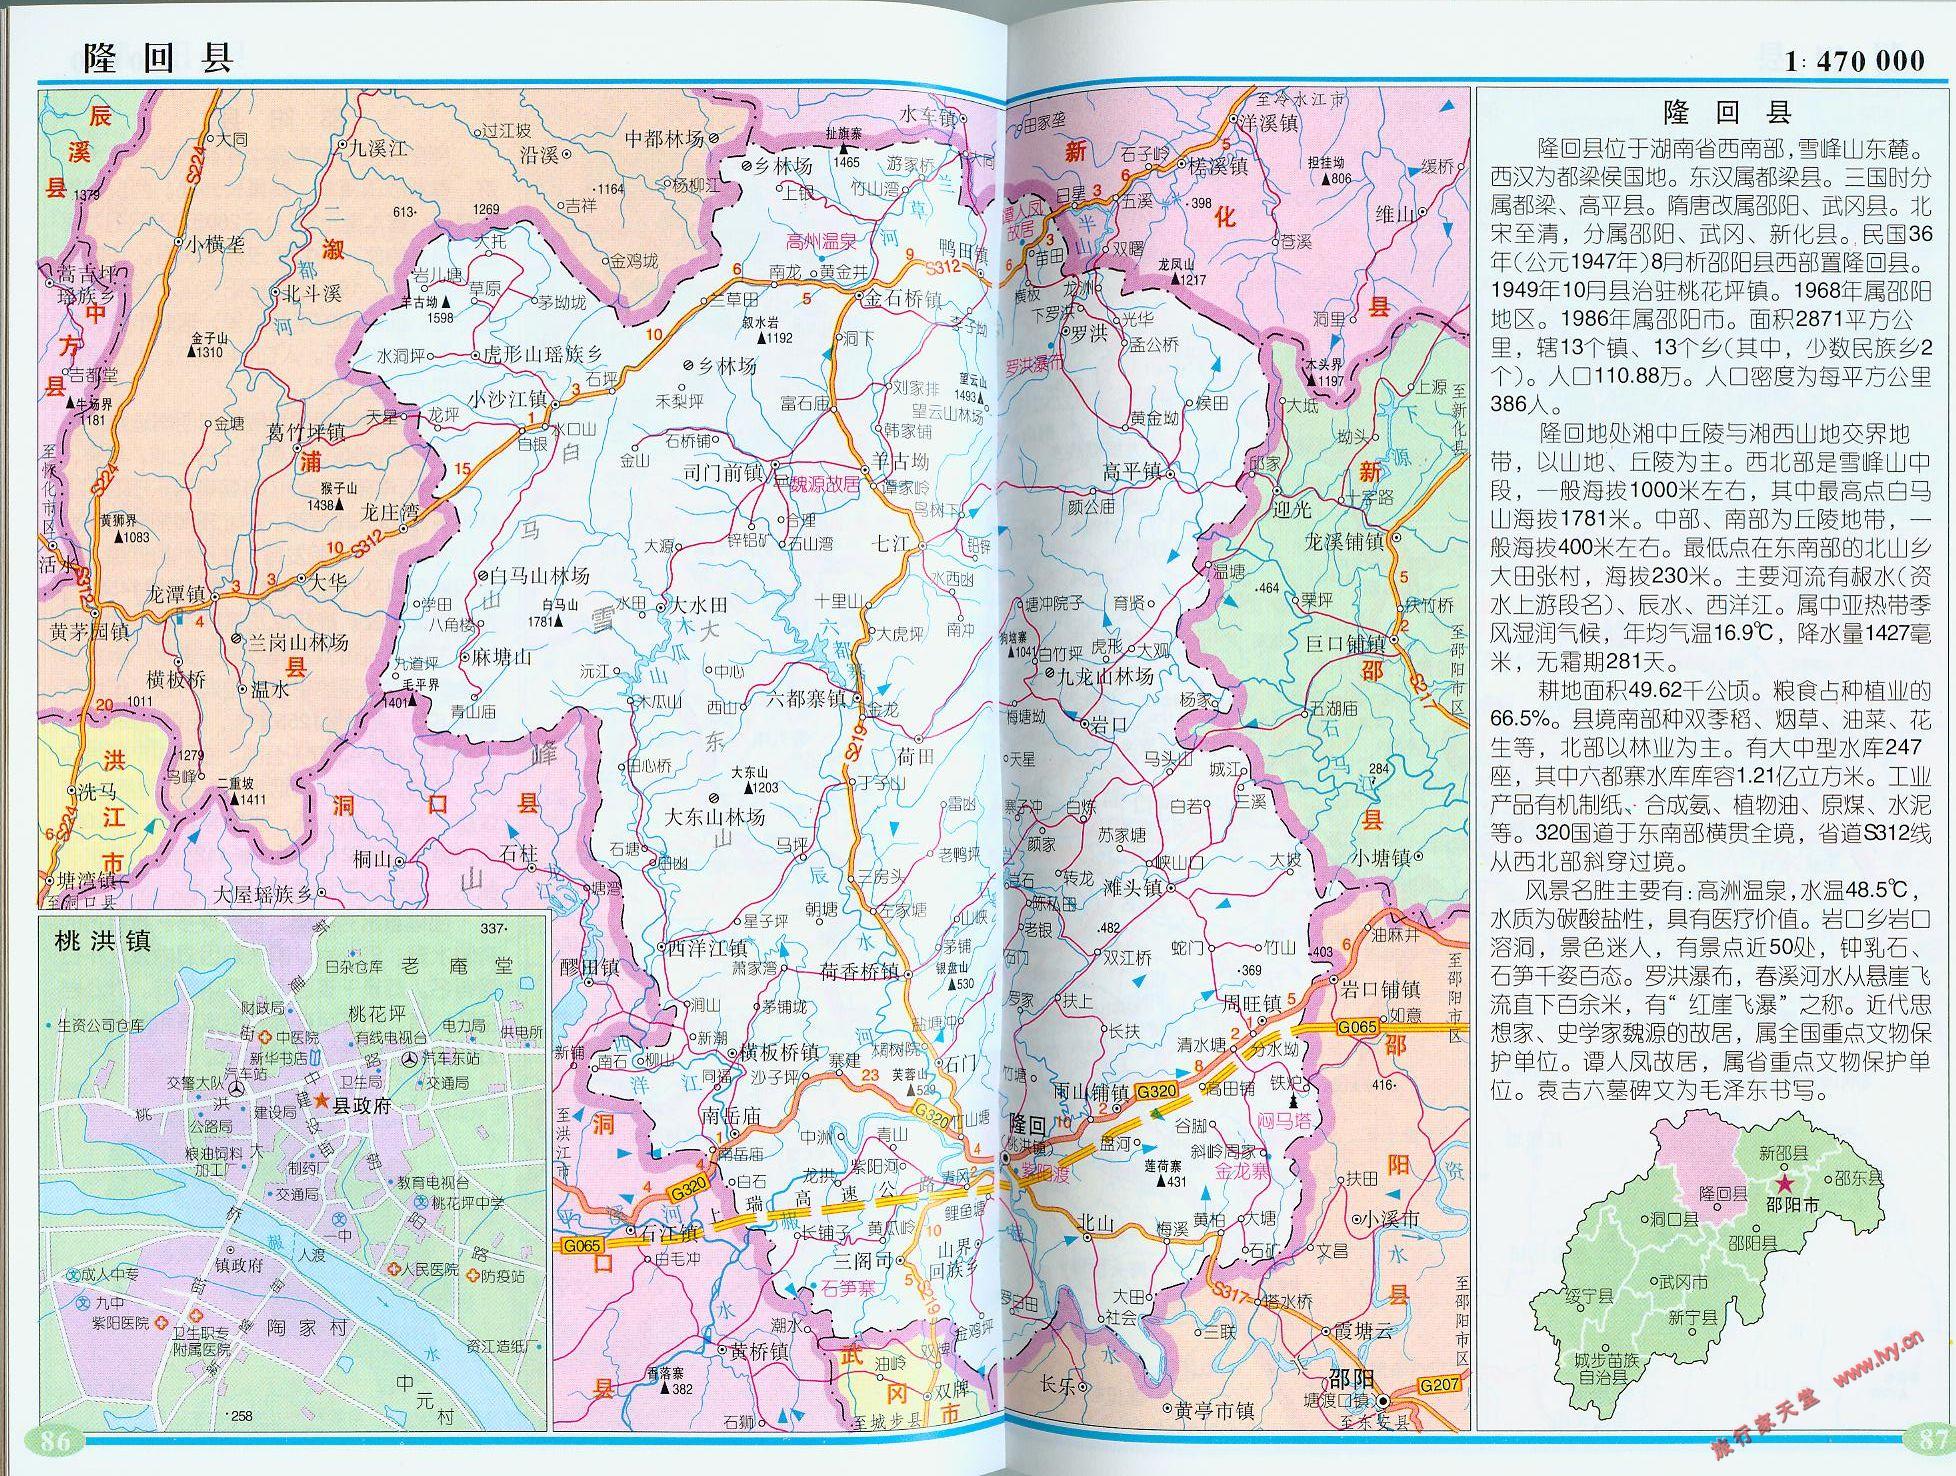 隆回县
1: 470 000
隆回县
隆回县位于湖南省西南部,雪峰山东麓。
西汉为都梁侯国地。东汉属都梁县。三国时分
属都梁、高平县。隋唐改属邵阳、武冈县。北
宋至清，分属邵阳、武冈、新化县。民国36
年(公元1947年)8月析邵阳县西部置隆回县。
1949年10月县治驻桃花坪镇。1968年属邵阳
地区。1986年属邵阳市。面积2871平方公
里，辖13个镇、13个乡(其中，少数民族乡2
个)。人口110.88万。人口密度为每平方公里
386人。
隆回地处湘中丘陵与湘西山地交界地
带，以山地、丘陵为主。西北部是雪峰山中
段，一般海拔1000米左右，其中最高点白马
山海拔1781米。中部、南部为丘陵地带，一
般海拔400米左右。最低点在东南部的北山乡
大田张村，海拔230米。主要河流有赧水(资
水上游段名)、辰水、西洋江。属中亚热带季
风湿润气候，年均气温16.9℃，降水量1427毫
米，无霜期281天。
耕地面积49.62千公顷。粮食占种植业的
66.5%。县境南部种双季稻、烟草、油菜、花
生等，北部以林业为主。有大中型水库247
座，其中六都寨水库库容1.21亿立方米。工业
产品有机制纸、合成氨、植物油、原煤、水泥
等。320国道于东南部横贯全境，省道S312线
从西北部斜穿过境。
风景名胜主要有:高洲温泉,水温48.5℃，
水质为碳酸盐性，具有医疗价值。岩口乡岩口
溶洞，景色迷人，有景点近50处，钟乳石、
石笋千姿百态。罗洪瀑布，春溪河水从悬崖飞
流直下百余米，有“红崖飞瀑”之称。近代思
想家、史学家魏源的故居，属全国重点文物保
护单位。谭人凤故居，属省重点文物保护单
位。袁吉六墓碑文为毛泽东书写。
辰溪县
中方县
溆浦县
洪江市
洞口县
新化县
新邵县
邵阳县
武冈市
大同
九溪江
过江坡
沿溪
中都林场
杨柳江
吉祥
1164
613
1269
1379
小横垄
金鸡垅
北斗溪
蒿吉坪
瑶族乡
金子山
1310
吉都堂
牛场界
1181
金塘
葛竹坪镇
猴子山
1438
龙庄湾
黄狮界
1083
龙潭镇
大华
黄茅园镇
兰岗山林场
横板桥
温水
1011
1279
马峰
二重坡
1411
洗马
塘湾镇
至洞口县
桐山
石柱
大屋瑶族乡
塘湾
醪田镇
水车镇
扯旗寨
1465
乡林场
上银
游家桥
竹山湾
高州温泉
南龙
黄金井
鸭田镇
S312
金石桥镇
三草田
大托
岩儿塘
草原
羊古坳
1598
茅坳垅
水洞坪
虎形山瑶族乡
叙水岩
1192
洞下
李子坳
乡林场
石坪
小沙江镇
禾梨坪
刘家排
望云山
1493
望云山林场
富石庙
韩家铺
天星
龙坪
白银
水口山
金山
石桥铺
司门前镇
羊古坳
魏源故居
谭家岭
鸟树下
七江
合理
锌铝矿
石山湾
大源
铅锌
水西凼
白马山林场
白马山
1781
水田
大水田
十里山
大虎坪
南冲
学田
八角楼
麻塘山
九道坪
毛平界
1401
青山庙
沅江
中心
木瓜山
西山
六都寨镇
金龙
荷田
田心桥
大东山
1203
大东山林场
丁子山
雷凼
马坪
石塘
田凼
三房头
老鸭坪
星子坪
朝塘
左家塘
山峡
西洋江镇
萧家湾
荷香桥镇
茅铺
银盘山
530
茅铺垅
涧山
新潮
盐塘冲
桐树院
石门
横板桥镇
寨建
南石
柳山
同福
沙子坪
芙蓉山
529
南岳庙
南岳庙
中洲
青山
竹山塘
紫阳河
龙拱
白石
石江镇
长铺子
黄瓜岭
鲤鱼塘
三阁司
山界
回族乡
白毛冲
石笋寨
潮水
黄桥镇
香落寨
382
石狮
油岭
双牌
双牌
金鸡坪
至城步县
洋溪镇
至冷水江市
田家垄
石子岭
槎溪镇
担挂坳
806
缓桥
维山
五溪
398
苍溪
双曙
谭人凤
故居
苗田
横板
龙洲
龙凤山
1217
洞里
下罗洪
罗洪
光华
孟公桥
罗洪瀑布
木头界
1197
上源
大坻
坳头
黄金坳
候田
高平镇
邱家
十字路
迎光
颜公庙
龙溪铺镇
温塘
464
栗坪
扶竹桥
巨口铺镇
塘冲院子
育贤
1041
白竹坪
虎形
大观
九龙山林场
杨家
五湖庙
梅塘坳
岩口
天星
马头山
城江
三溪
284
寨子冲
白炼
白若
苏家塘
颜家
峡山口
大坡
小塘镇
转龙
滩头镇
陈私田
老银
482
双江桥
蛇门
竹山
403
油麻井
369
罗家
扶上
周旺镇
岩口铺镇
如意
长扶
清水塘
分水坳
雨山铺镇
高田铺
铁炉
416
闷马塔
隆回
(桃洪镇)
紫阳渡
盘河
谷脚
斜岭周家
金龙寨
莲荷寨
431
扶田
北山
梅溪
黄柏
大塘
石矿
小溪市
文昌
大田
社会
塔水桥
三联
霞塘云
邵阳
塘渡口镇
长乐
黄亭市镇
至东安县
至邵阳市区
至新化县
至怀化市区
至洪江市
S224
S312
S219
S217
S317
G320
G065
G207
桃洪镇
337
日杂仓库
老庵堂
生资公司仓库
财政局
桃花坪
中医院
有线电视台
电力局
供电所
新华书店
汽车站
汽车东站
交警大队
卫生局
交通局
县政府
建设局
公路局
粮油饲料
加工厂
制药厂
交通局
教育电视台
桃花坪中学
一中
人渡
镇政府
成人中专
人民医院
防疫站
九中
紫阳医院
卫生职专
附属医院
陶家村
资江造纸厂
中元村
258
新邵县
隆回县
邵阳市
邵东县
洞口县
邵阳县
武冈市
绥宁县
新宁县
城步苗族
自治县
旅行家天堂 www.lvy.cn
86
87